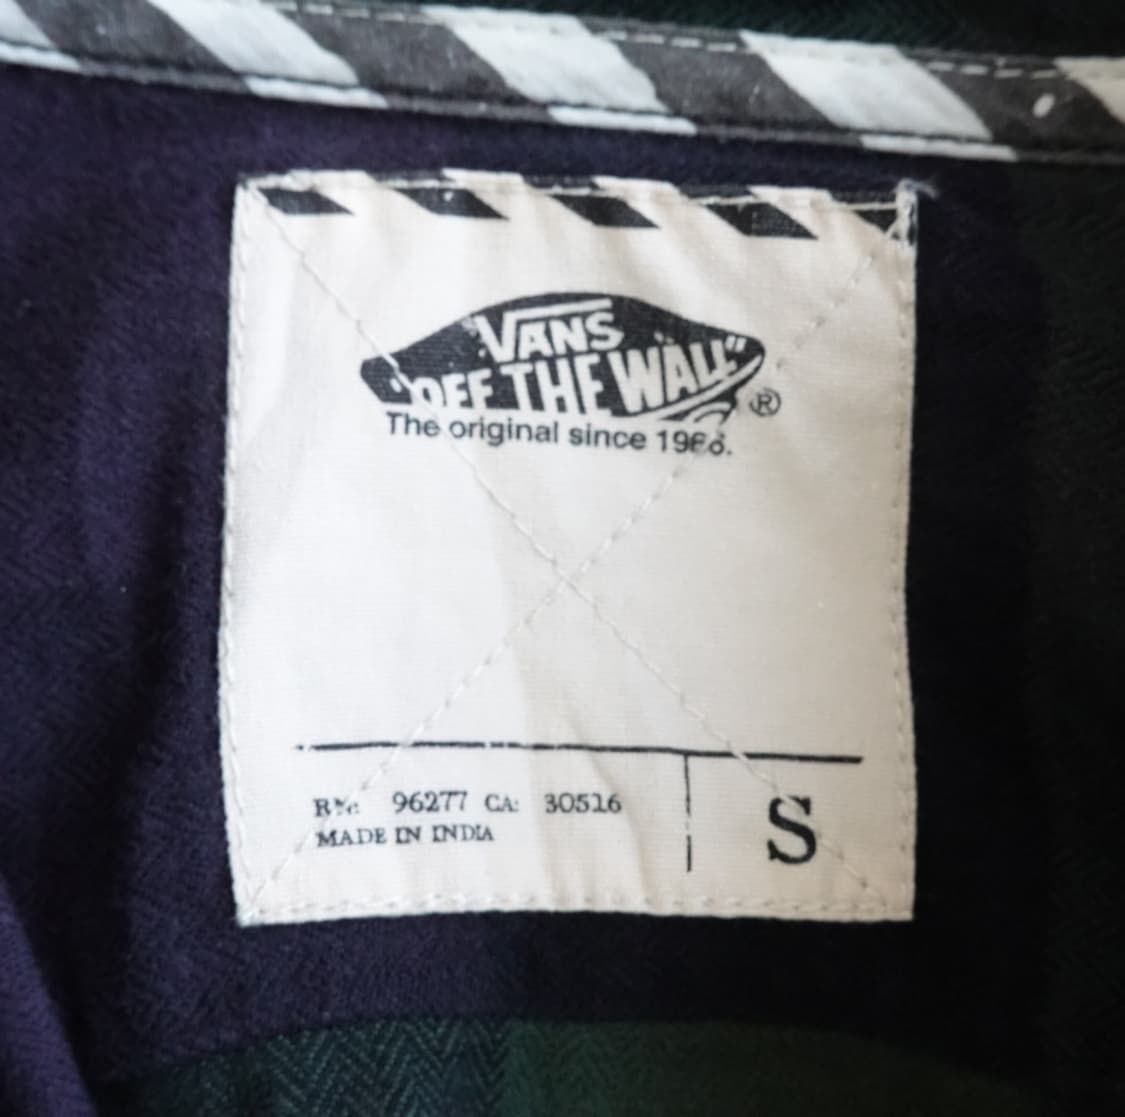 VANS
"OFF THE WALL"
®
The original since 1966.
RN: 96277 CA: 30516
MADE IN INDIA
S